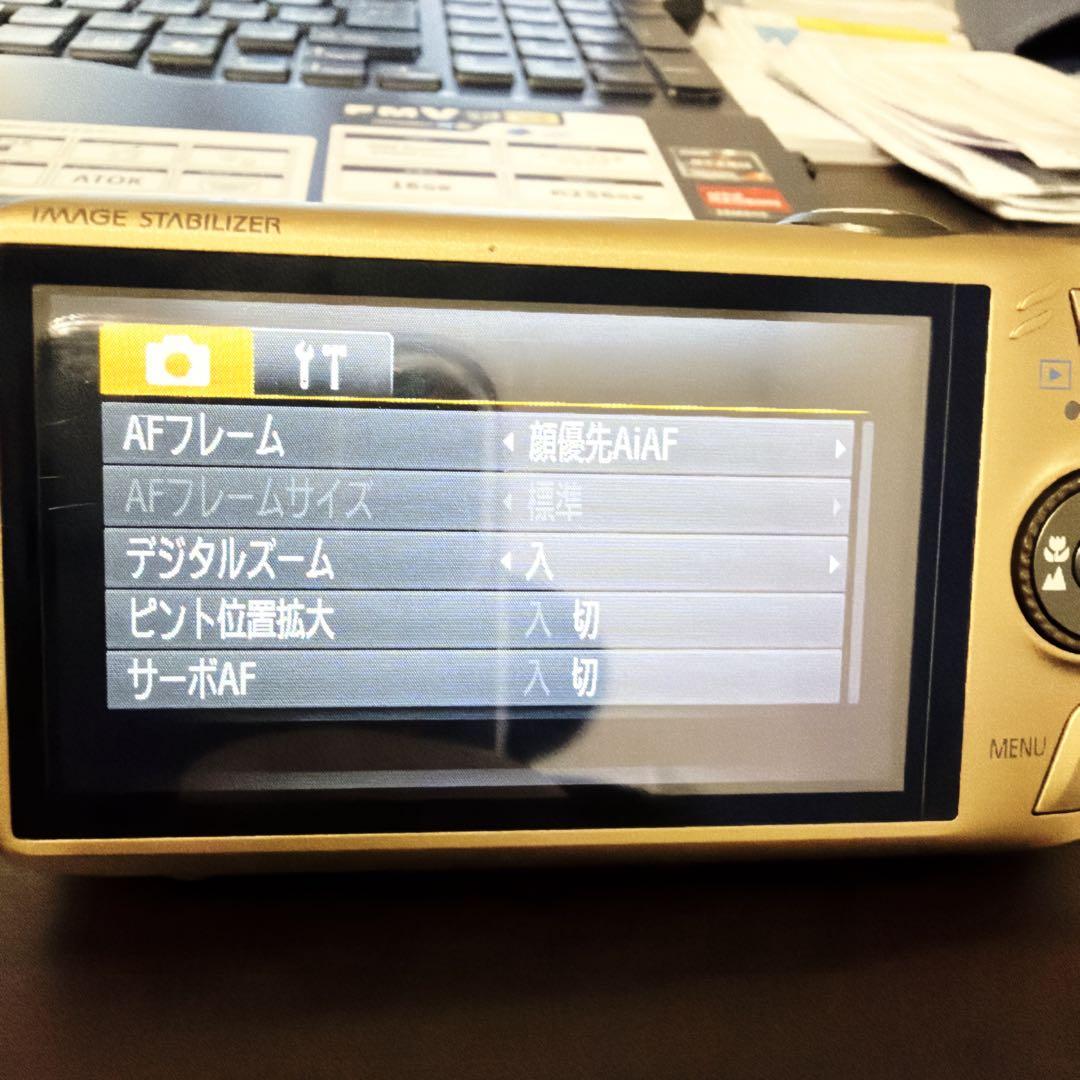 FMV
ATOK
IMAGE STABILIZER
AFフレーム 顔優先AiAF
AFフレームサイズ 標準
デジタルズーム 入
ピント位置拡大 入 切
サーボAF 入 切
MENU